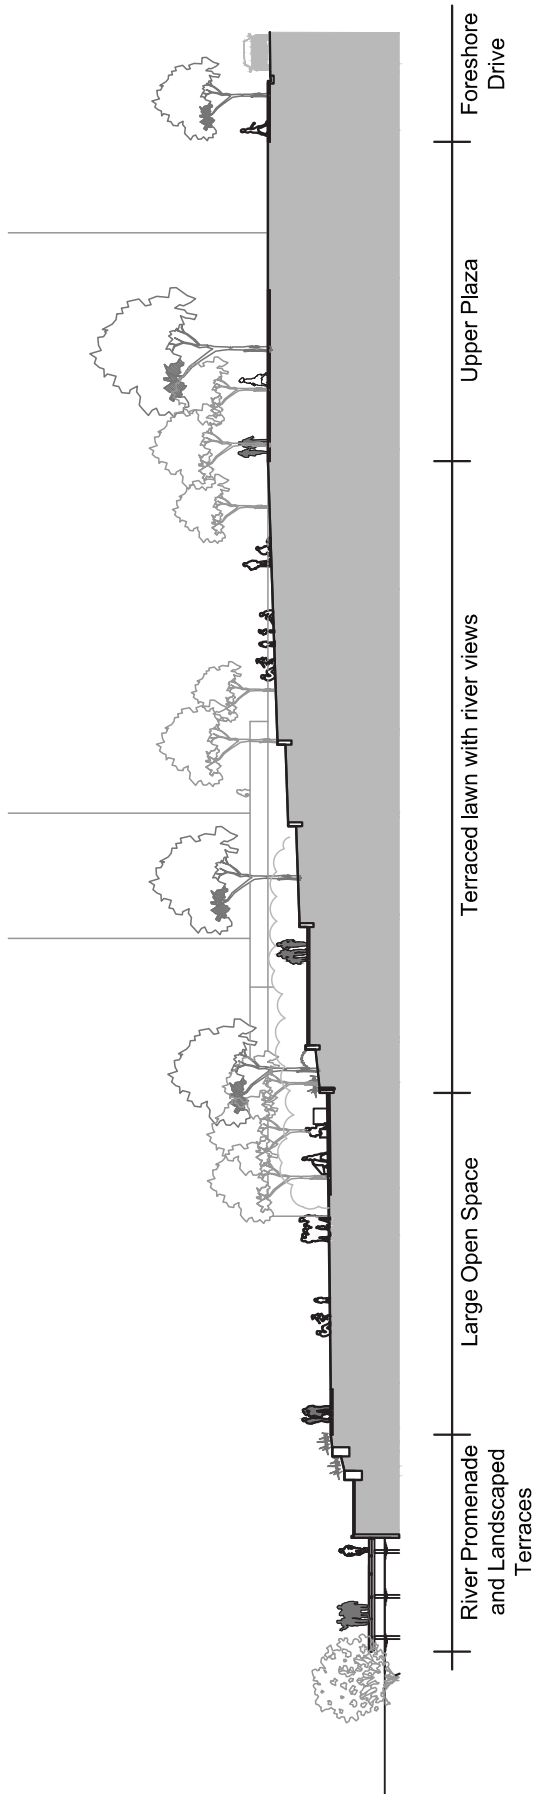 River Promenade
and Landscaped
Terraces
Large Open Space
Terraced lawn with river views
Upper Plaza
Foreshore
Drive